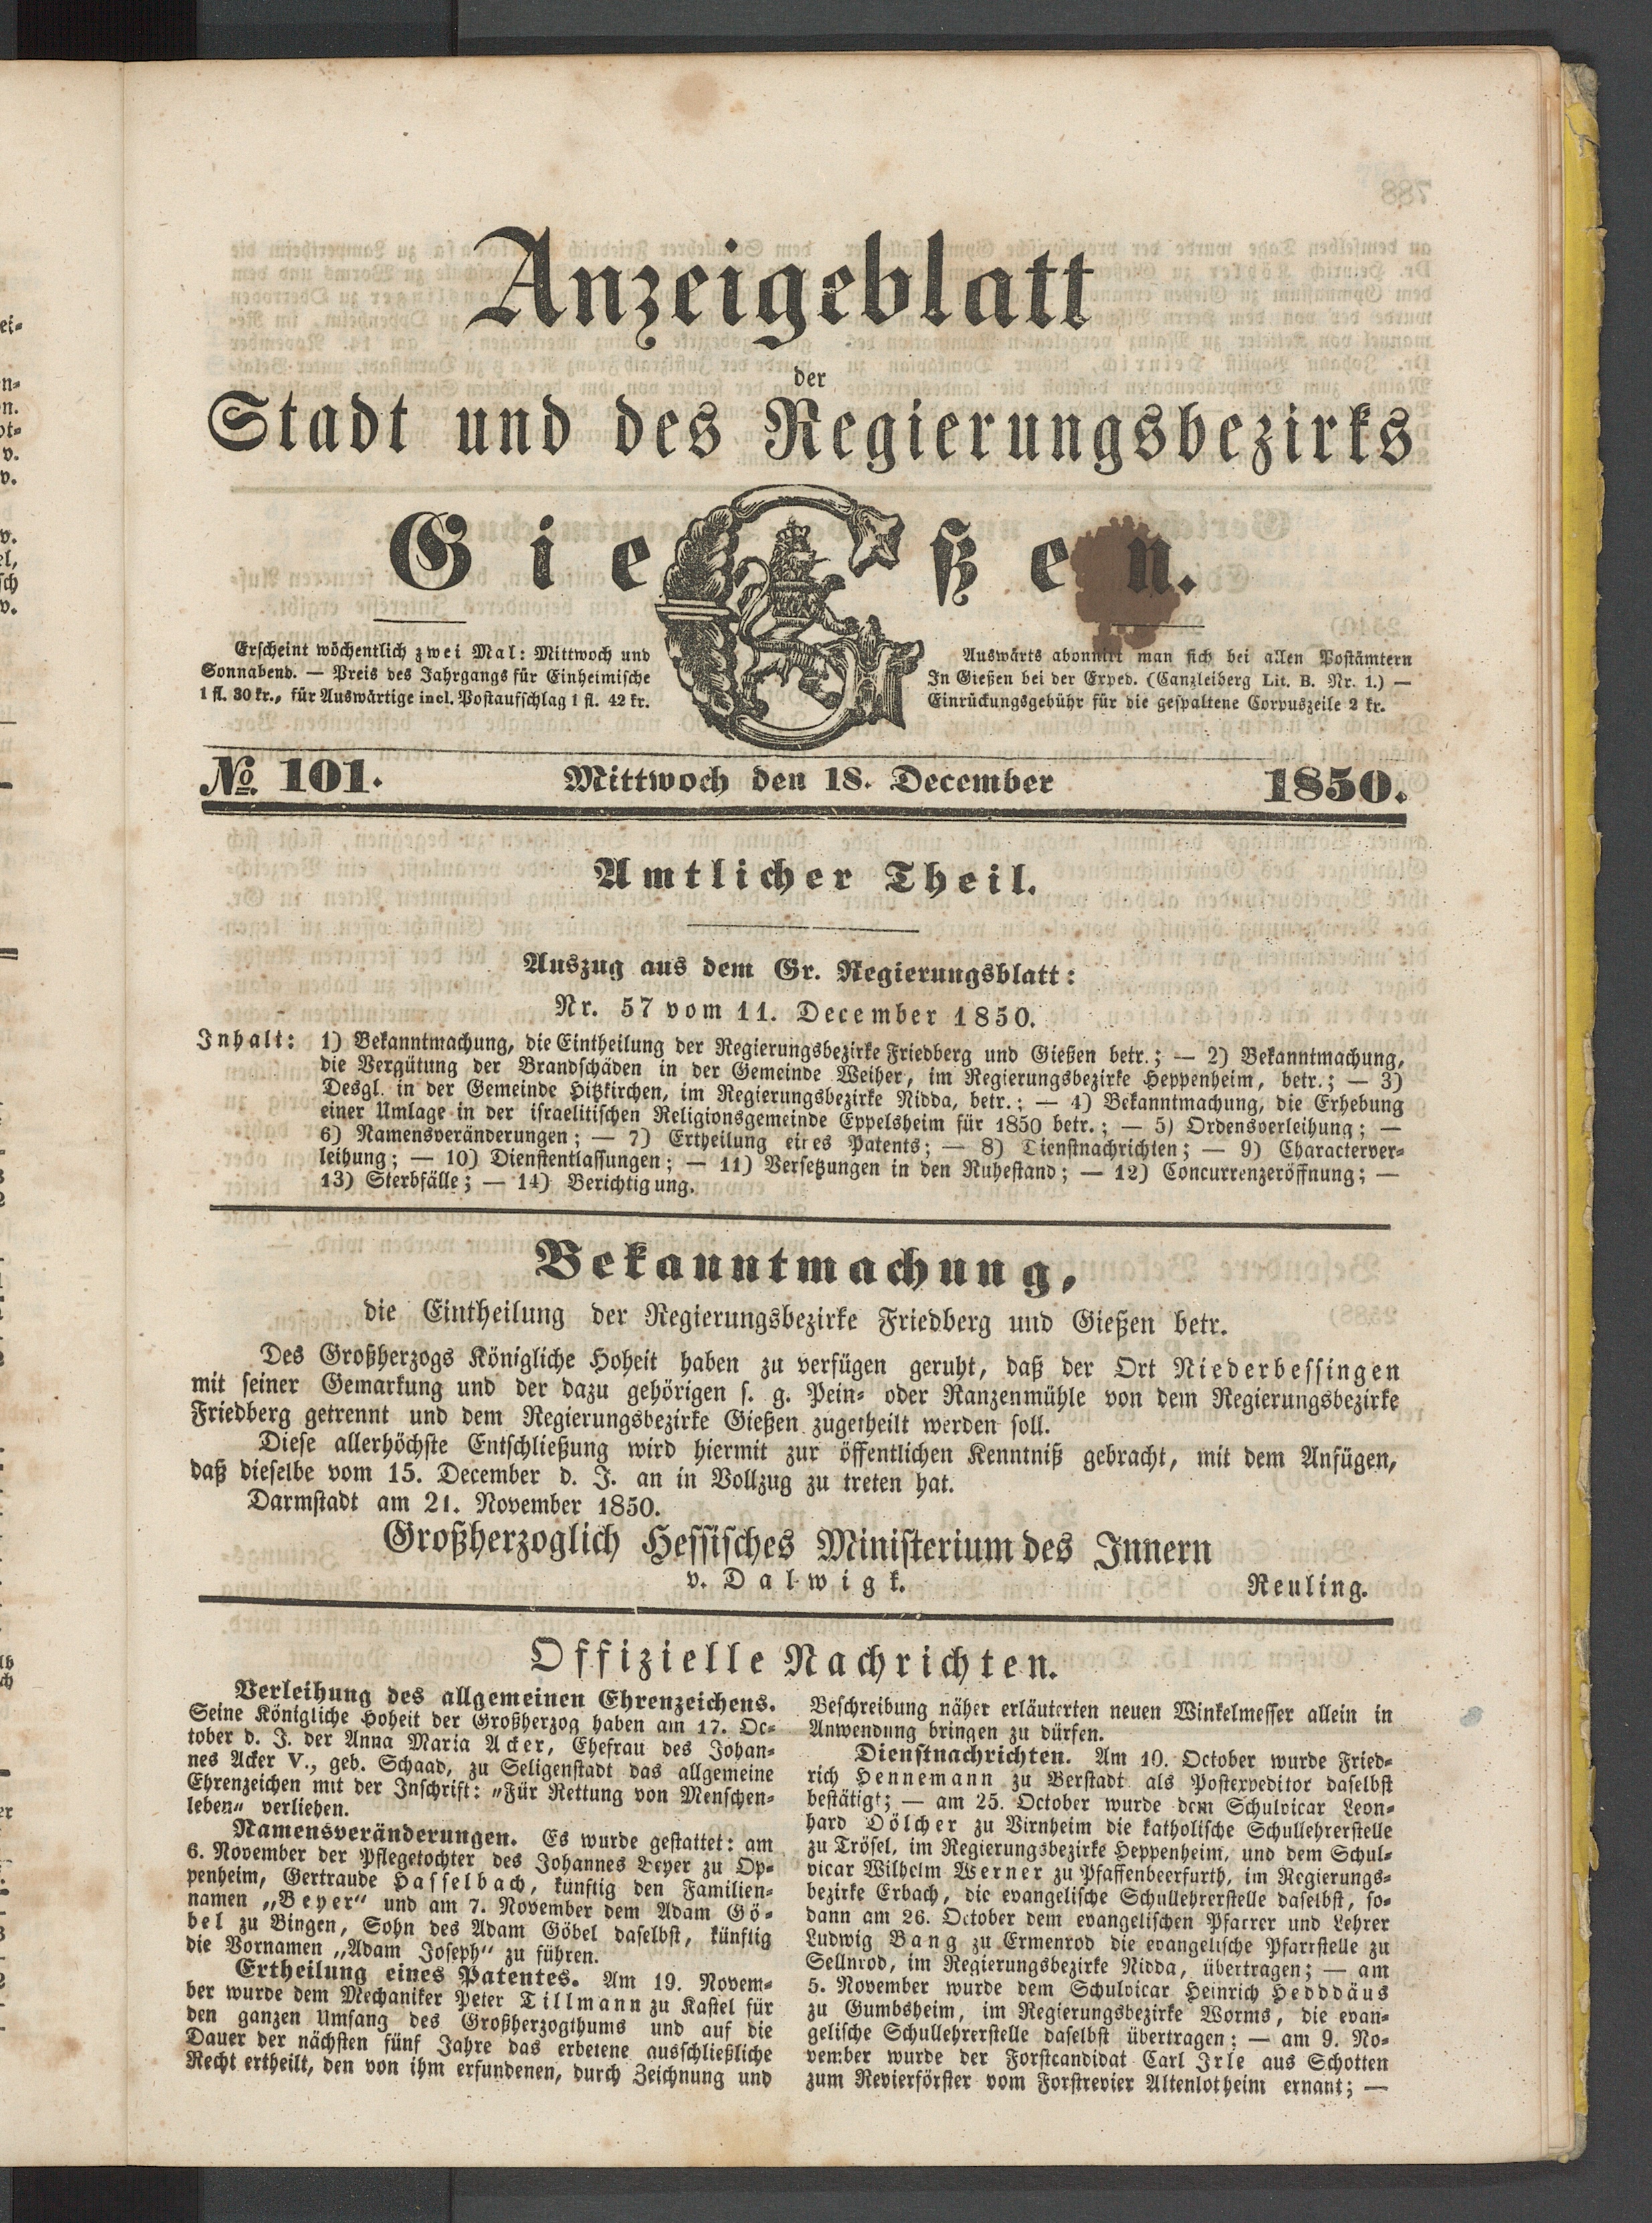 Anzeigeblatt
der
Stadt und des Regierungsbezirks
Gießen.
Erscheint wöchentlich zwei Mal: Mittwoch und
Sonnabend. — Preis des Jahrgangs für Einheimische
1 fl. 30 kr., für Auswärtige incl. Postaufschlag 1 fl. 42 kr.
Auswärts abonnirt man sich bei allen Postämtern
In Gießen bei der Exped. (Canzleiberg Lit. B. Nr. 1.) —
Einrückungsgebühr für die gespaltene Corpuszeile 2 kr.
No. 101. Mittwoch den 18. December 1850.
Amtlicher Theil.
Auszug aus dem Gr. Regierungsblatt:
Nr. 57 vom 11. December 1850.
Inhalt: 1) Bekanntmachung, die Eintheilung der Regierungsbezirke Friedberg und Gießen betr.; — 2) Bekanntmachung,
die Vergütung der Brandschäden in der Gemeinde Weiher, im Regierungsbezirke Heppenheim, betr.; — 3)
Desgl. in der Gemeinde Hitzkirchen, im Regierungsbezirke Nidda, betr.; — 4) Bekanntmachung, die Erhebung
einer Umlage in der israelitischen Religionsgemeinde Eppelsheim für 1850 betr.; — 5) Ordensverleihung; —
6) Namensveränderungen; — 7) Ertheilung eines Patents; — 8) Dienstnachrichten; — 9) Characterver-
leihung; — 10) Dienstentlassungen; — 11) Versetzungen in den Ruhestand; — 12) Concurrenzeröffnung; —
13) Sterbfälle; — 14) Berichtigung.
Bekanntmachung,
die Eintheilung der Regierungsbezirke Friedberg und Gießen betr.
Des Großherzogs Königliche Hoheit haben zu verfügen geruht, daß der Ort Niederbessingen
mit seiner Gemarkung und der dazu gehörigen s. g. Pein- oder Ranzenmühle von dem Regierungsbezirke
Friedberg getrennt und dem Regierungsbezirke Gießen zugetheilt werden soll.
Diese allerhöchste Entschließung wird hiermit zur öffentlichen Kenntniß gebracht, mit dem Anfügen,
daß dieselbe vom 15. December d. J. an in Vollzug zu treten hat.
Darmstadt am 21. November 1850.
Großherzoglich Hessisches Ministerium des Innern
v. Dalwigk. Reuling.
Offizielle Nachrichten.
Verleihung des allgemeinen Ehrenzeichens.
Seine Königliche Hoheit der Großherzog haben am 17. Oc-
tober d. J. der Anna Maria Acker, Ehefrau des Johan-
nes Acker V., geb. Schaad, zu Seligenstadt das allgemeine
Ehrenzeichen mit der Inschrift: „Für Rettung von Menschen-
leben" verliehen.
Namensveränderungen. Es wurde gestattet: am
6. November der Pflegetochter des Johannes Beyer zu Op-
penheim, Gertraude Hasselbach, künftig den Familien-
namen „Beyer" und am 7. November dem Adam Gö-
bel zu Bingen, Sohn des Adam Göbel daselbst, künftig
die Vornamen „Adam Joseph" zu führen.
Ertheilung eines Patentes. Am 19. Novem-
ber wurde dem Mechaniker Peter Tillmann zu Kastel für
den ganzen Umfang des Großherzogthums und auf die
Dauer der nächsten fünf Jahre das erbetene ausschließliche
Recht ertheilt, den von ihm erfundenen, durch Zeichnung und
Beschreibung näher erläuterten neuen Winkelmesser allein in
Anwendung bringen zu dürfen.
Dienstnachrichten. Am 10. October wurde Fried-
rich Hennemann zu Berstadt als Postexpeditor daselbst
bestätigt; — am 25. October wurde dem Schulvicar Leon-
hard Dölcher zu Virnheim die katholische Schullehrerstelle
zu Trösel, im Regierungsbezirke Heppenheim, und dem Schul-
vicar Wilhelm Werner zu Pfaffenbeerfurth, im Regierungs-
bezirke Erbach, die evangelische Schullehrerstelle daselbst, so-
dann am 26. October dem evangelischen Pfarrer und Lehrer
Ludwig Bang zu Ermenrod die evangelische Pfarrstelle zu
Sellnrod, im Regierungsbezirke Nidda, übertragen; — am
5. November wurde dem Schulvicar Heinrich Hedddäus
zu Gumbsheim, im Regierungsbezirke Worms, die evan-
gelische Schullehrerstelle daselbst übertragen; — am 9. No-
vember wurde der Forstcandidat Carl Irle aus Schotten
zum Revierförster vom Forstrevier Altenlotheim ernant; —